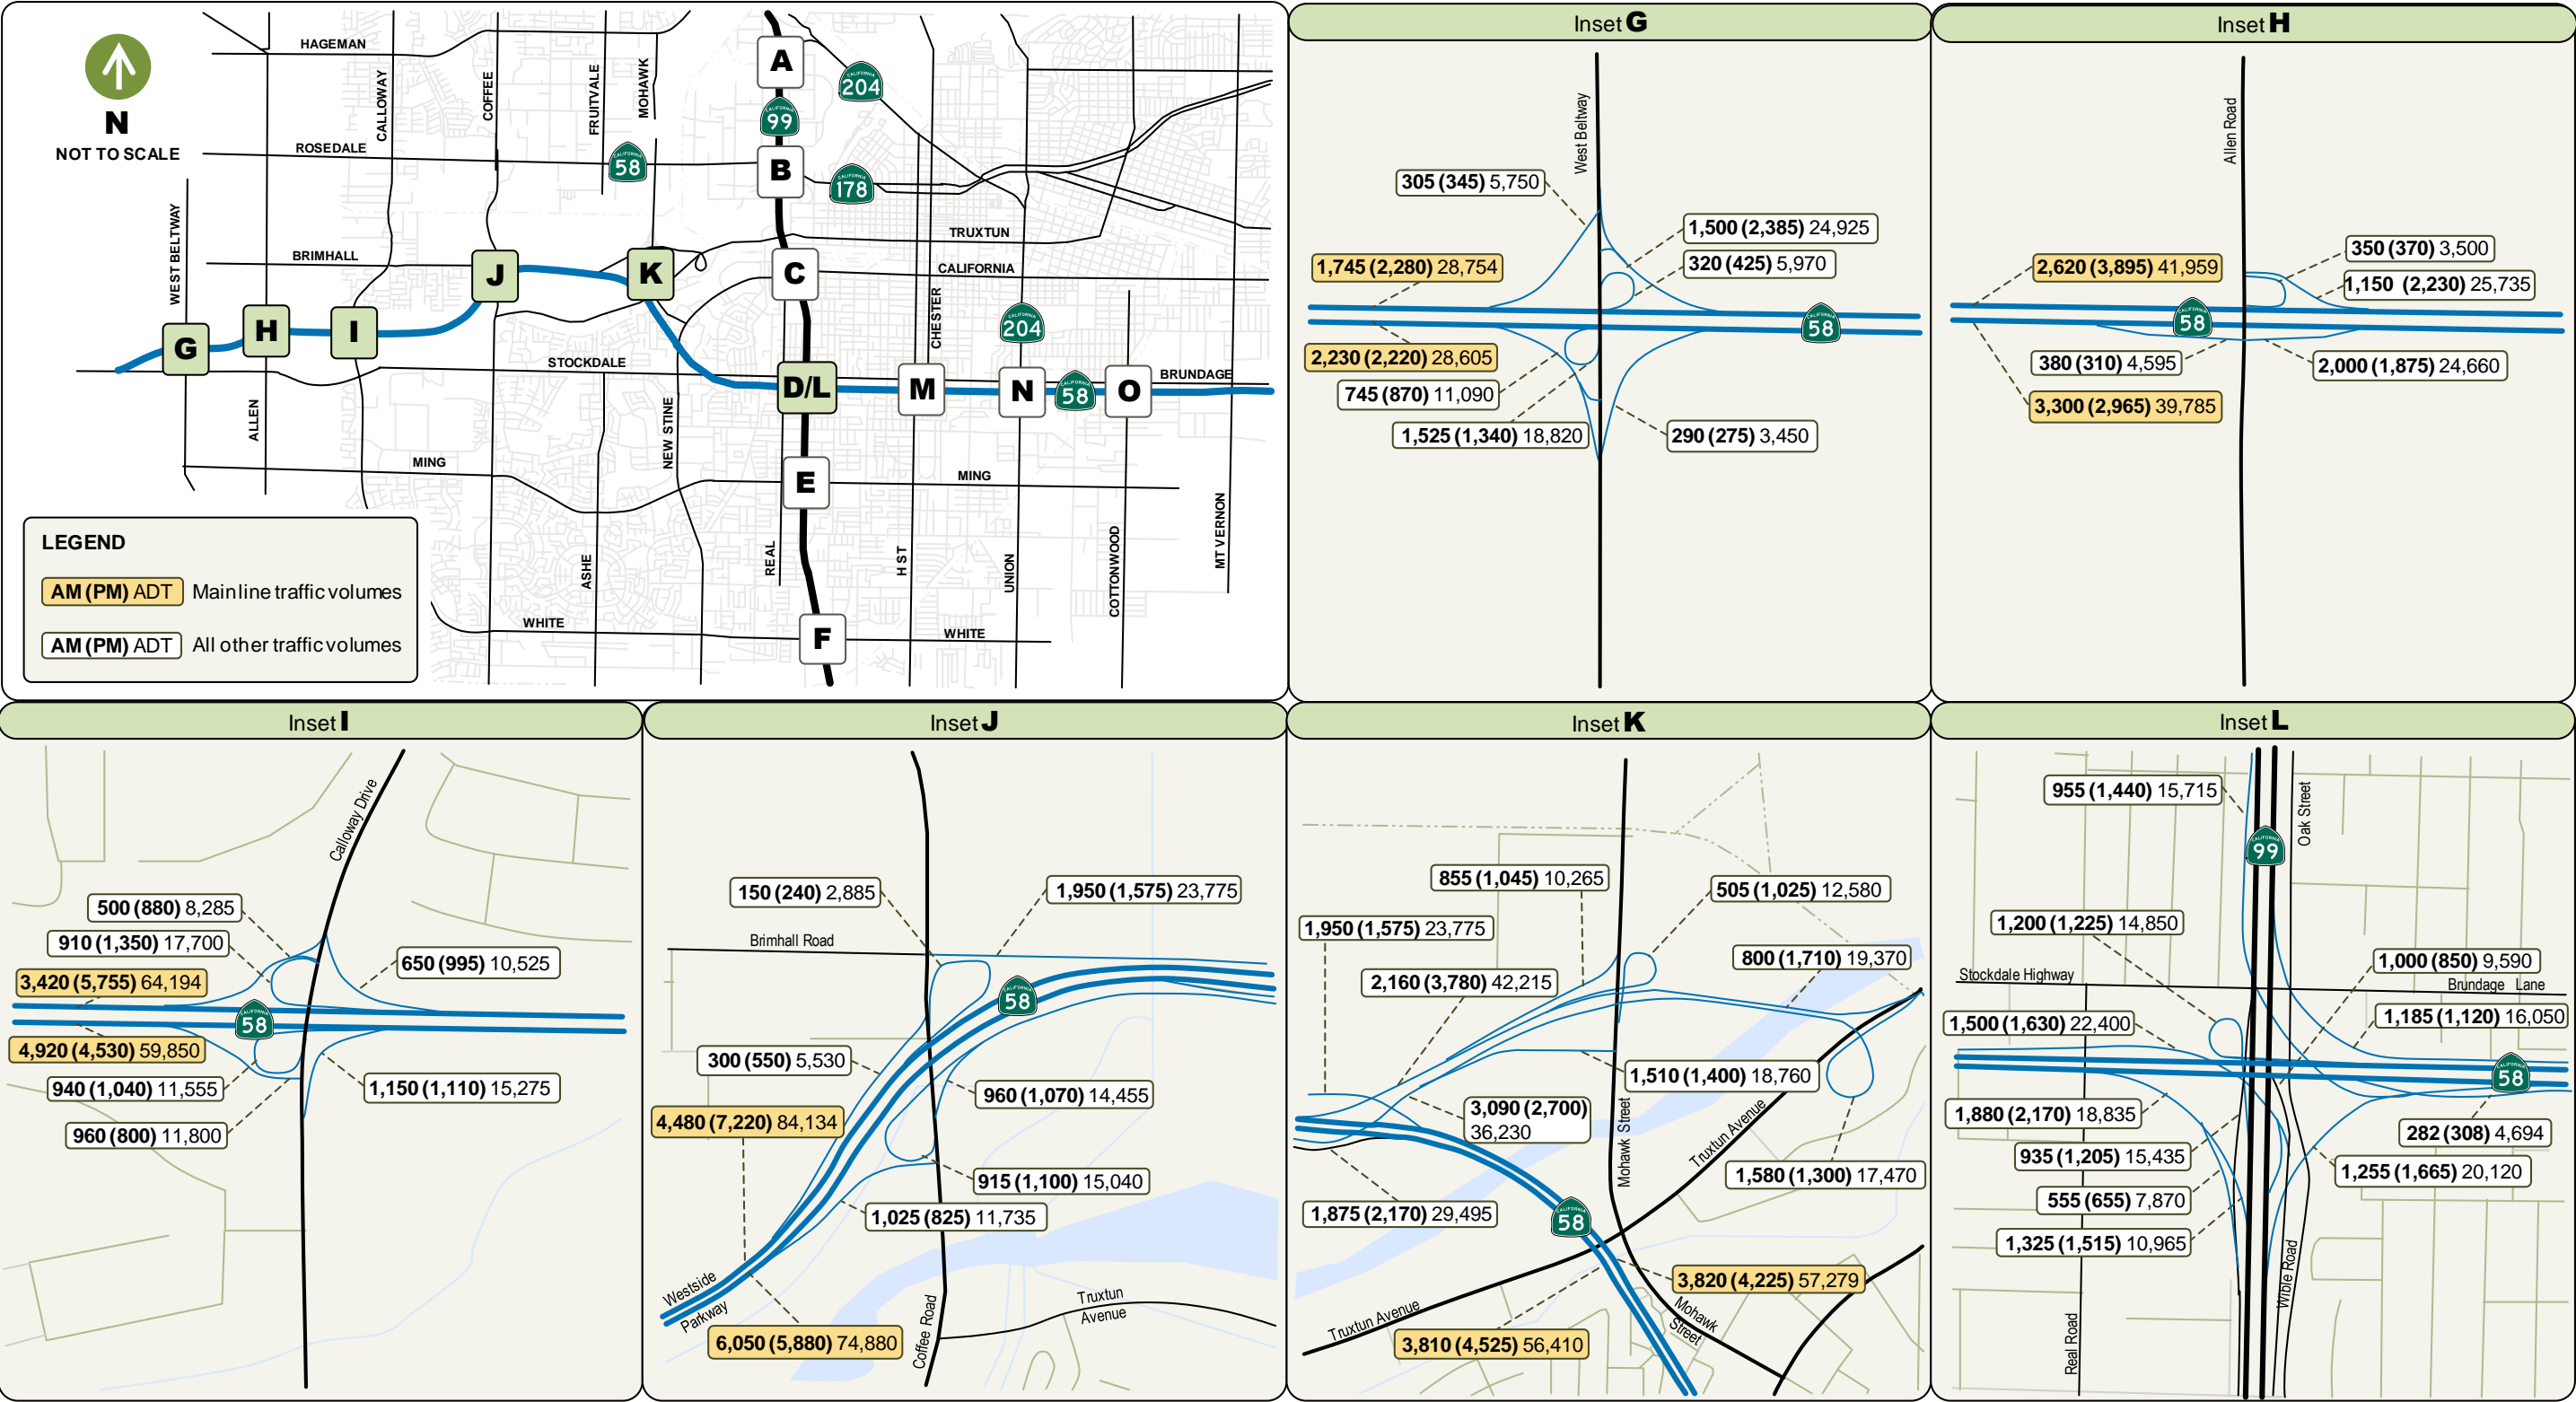 N
NOT TO SCALE
HAGEMAN
CALLOWAY
COFFEE
FRUITVALE
MOHAWK
A
CALIFORNIA
204
CALIFORNIA
99
ROSEDALE
CALIFORNIA
58
B
CALIFORNIA
178
WEST BELTWAY
BRIMHALL
TRUXTUN
J
K
C
CALIFORNIA
CHESTER
G
H
I
CALIFORNIA
204
STOCKDALE
D/L
M
N
CALIFORNIA
58
O
BRUNDAGE
ALLEN
NEW STINE
MING
E
MING
ASHE
REAL
H ST
UNION
COTTONWOOD
MT VERNON
WHITE
F
WHITE
LEGEND
AM (PM) ADT Mainline traffic volumes
AM (PM) ADT All other traffic volumes
Inset G
West Beltway
305 (345) 5,750
1,500 (2,385) 24,925
320 (425) 5,970
1,745 (2,280) 28,754
CALIFORNIA
58
2,230 (2,220) 28,605
745 (870) 11,090
1,525 (1,340) 18,820
290 (275) 3,450
Inset H
Allen Road
350 (370) 3,500
2,620 (3,895) 41,959
1,150 (2,230) 25,735
CALIFORNIA
58
380 (310) 4,595
2,000 (1,875) 24,660
3,300 (2,965) 39,785
Inset I
Calloway Drive
500 (880) 8,285
910 (1,350) 17,700
650 (995) 10,525
3,420 (5,755) 64,194
CALIFORNIA
58
4,920 (4,530) 59,850
940 (1,040) 11,555
1,150 (1,110) 15,275
960 (800) 11,800
Inset J
150 (240) 2,885
1,950 (1,575) 23,775
Brimhall Road
CALIFORNIA
58
300 (550) 5,530
960 (1,070) 14,455
4,480 (7,220) 84,134
915 (1,100) 15,040
1,025 (825) 11,735
Westside
Parkway
Truxtun
Avenue
Coffee Road
6,050 (5,880) 74,880
Inset K
855 (1,045) 10,265
505 (1,025) 12,580
1,950 (1,575) 23,775
800 (1,710) 19,370
2,160 (3,780) 42,215
1,510 (1,400) 18,760
3,090 (2,700)
36,230
Mohawk Street
Truxtun Avenue
1,580 (1,300) 17,470
1,875 (2,170) 29,495
CALIFORNIA
58
3,820 (4,225) 57,279
Truxtun Avenue
Mohawk
Street
3,810 (4,525) 56,410
Inset L
955 (1,440) 15,715
Oak Street
CALIFORNIA
99
1,200 (1,225) 14,850
1,000 (850) 9,590
Stockdale Highway
Brundage Lane
1,500 (1,630) 22,400
1,185 (1,120) 16,050
CALIFORNIA
58
1,880 (2,170) 18,835
282 (308) 4,694
935 (1,205) 15,435
1,255 (1,665) 20,120
555 (655) 7,870
1,325 (1,515) 10,965
Wible Road
Real Road